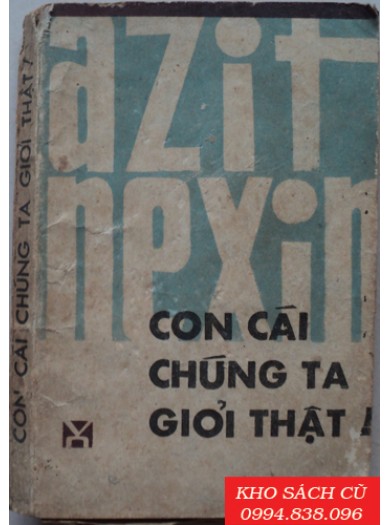 azit
nexin
CON CÁI
CHÚNG TA
GIỎI THẬT !
CON CÁI CHÚNG TA GIỎI THẬT !
KHO SÁCH CŨ
0994.838.096